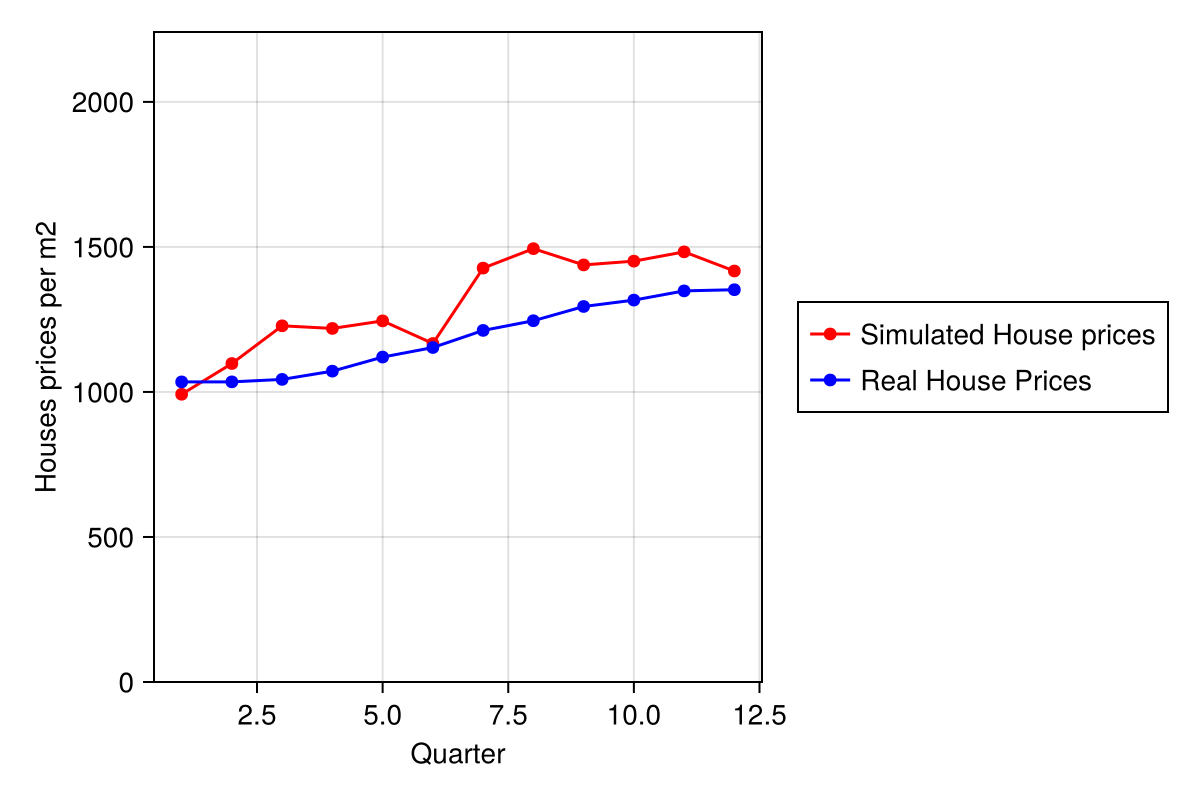 2000
1500
1000
500
0
Houses prices per m2
2.5 5.0 7.5 10.0 12.5
Quarter
Simulated House prices
Real House Prices